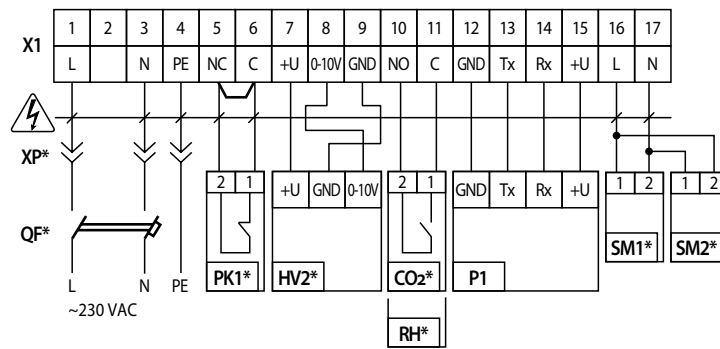 X1
1 2 3 4 5 6 7 8 9 10 11 12 13 14 15 16 17
L N PE NC C +U 0-10V GND NO C GND Tx Rx +U L N
XP*
2 1
+U GND 0-10V
2 1
GND Tx Rx +U
1 2
1 2
QF*
SM1*
SM2*
PK1*
HV2*
CO2*
P1
L N PE
~230 VAC
RH*